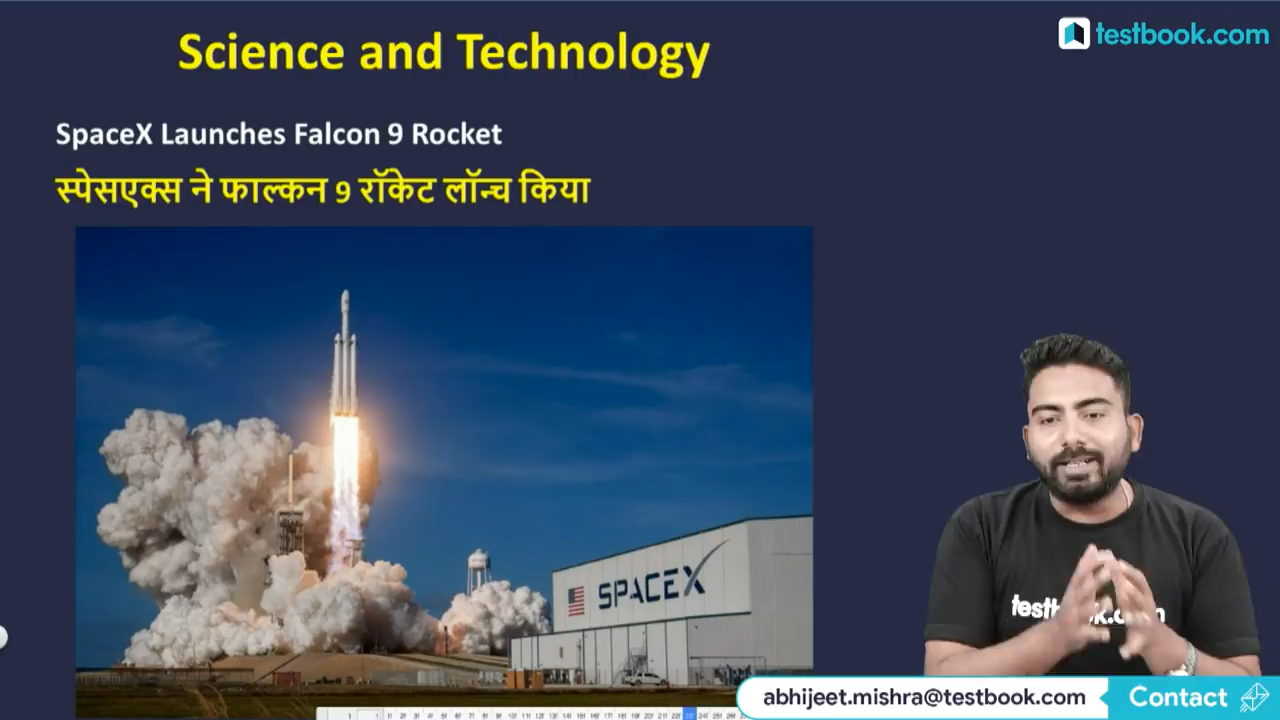 Science and Technology
testbook.com
SpaceX Launches Falcon 9 Rocket
स्पेसएक्स ने फाल्कन 9 रॉकेट लॉन्च किया
SPACEX
abhijeet.mishra@testbook.com
Contact